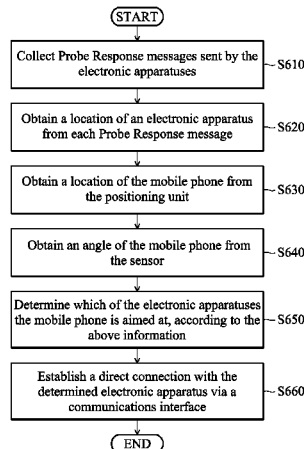 START
Collect Probe Response messages sent by the
electronic apparatuses
S610
Obtain a location of an electronic apparatus
from each Probe Response message
S620
Obtain a location of the mobile phone from
the positioning unit
S630
Obtain an angle of the mobile phone from
the sensor
S640
Determine which of the electronic apparatuses
the mobile phone is aimed at, according to the
above information
S650
Establish a direct connection with the
determined electronic apparatus via a
communications interface
S660
END